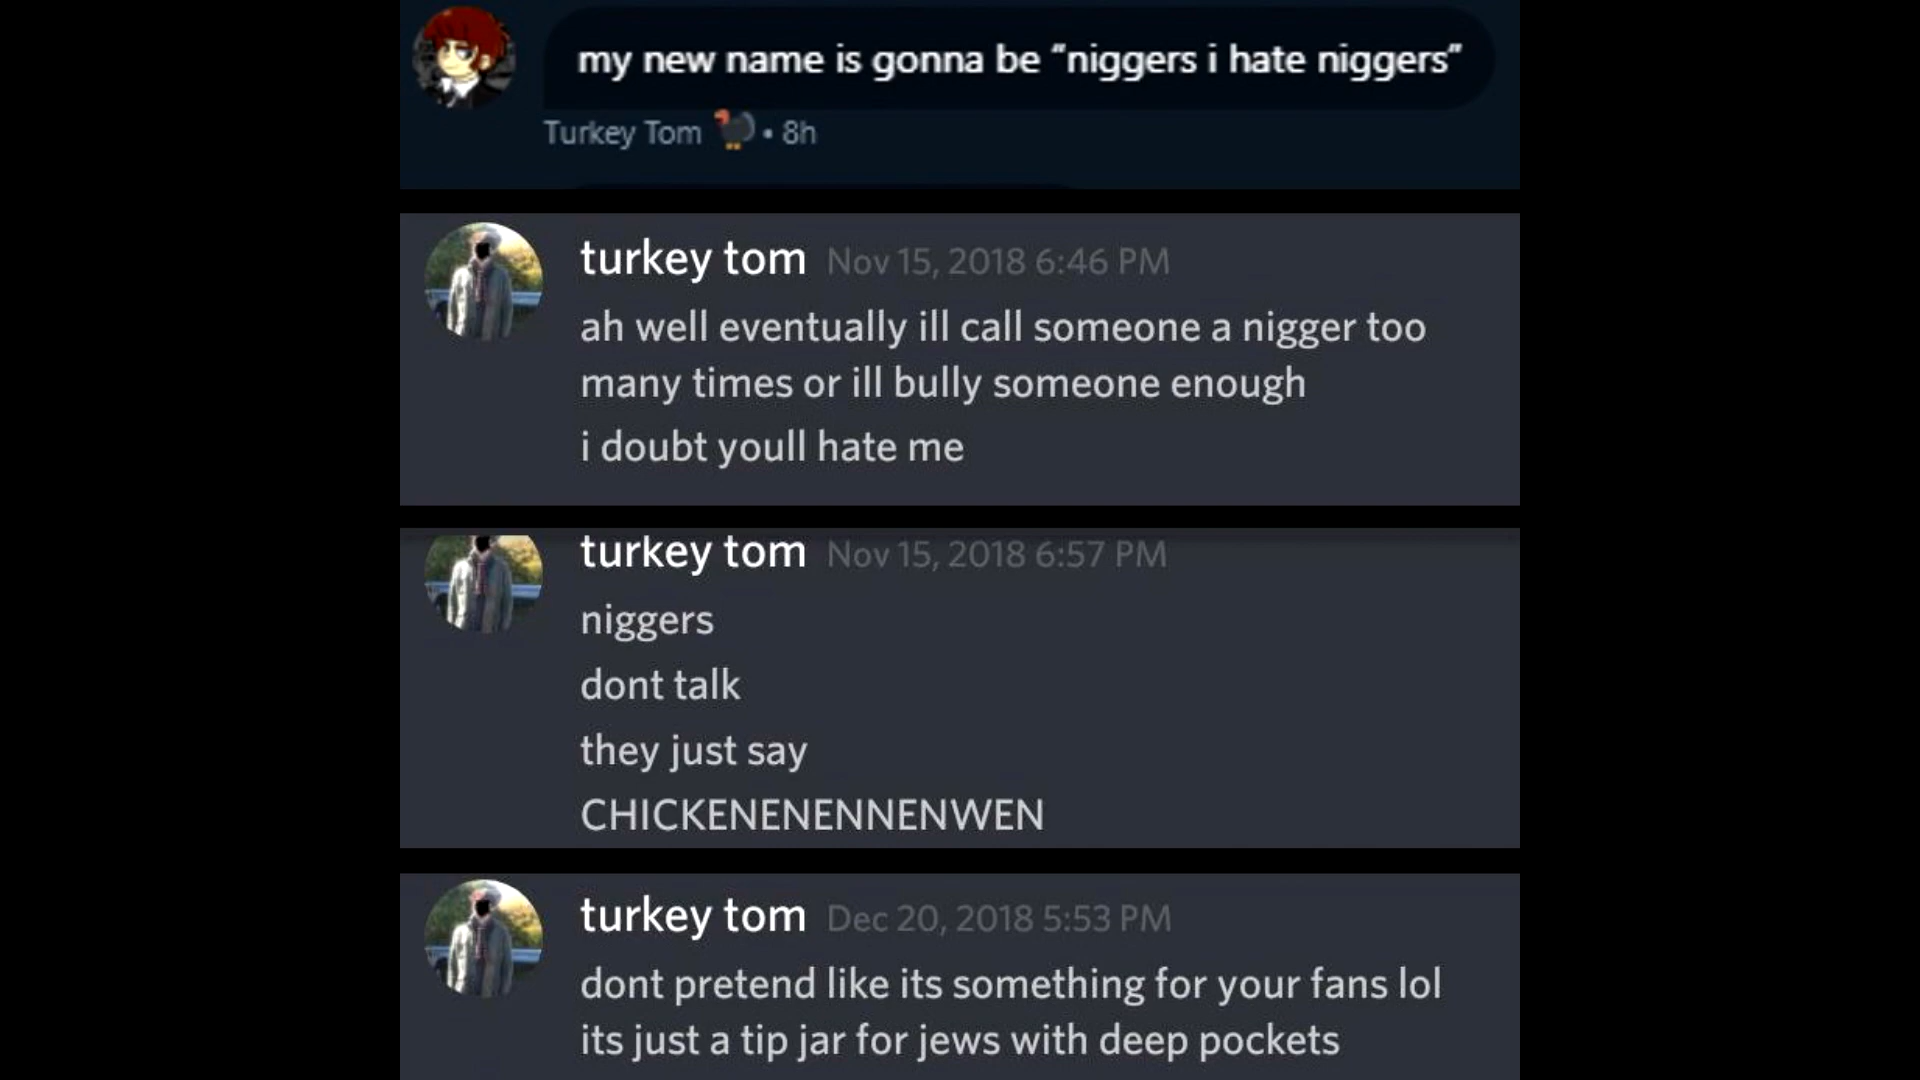 my new name is gonna be “niggers i hate niggers”
Turkey Tom 🦃 • 8h
turkey tom Nov 15, 2018 6:46 PM
ah well eventually ill call someone a nigger too
many times or ill bully someone enough
i doubt youll hate me
turkey tom Nov 15, 2018 6:57 PM
niggers
dont talk
they just say
CHICKENENENNENWEN
turkey tom Dec 20, 2018 5:53 PM
dont pretend like its something for your fans lol
its just a tip jar for jews with deep pockets